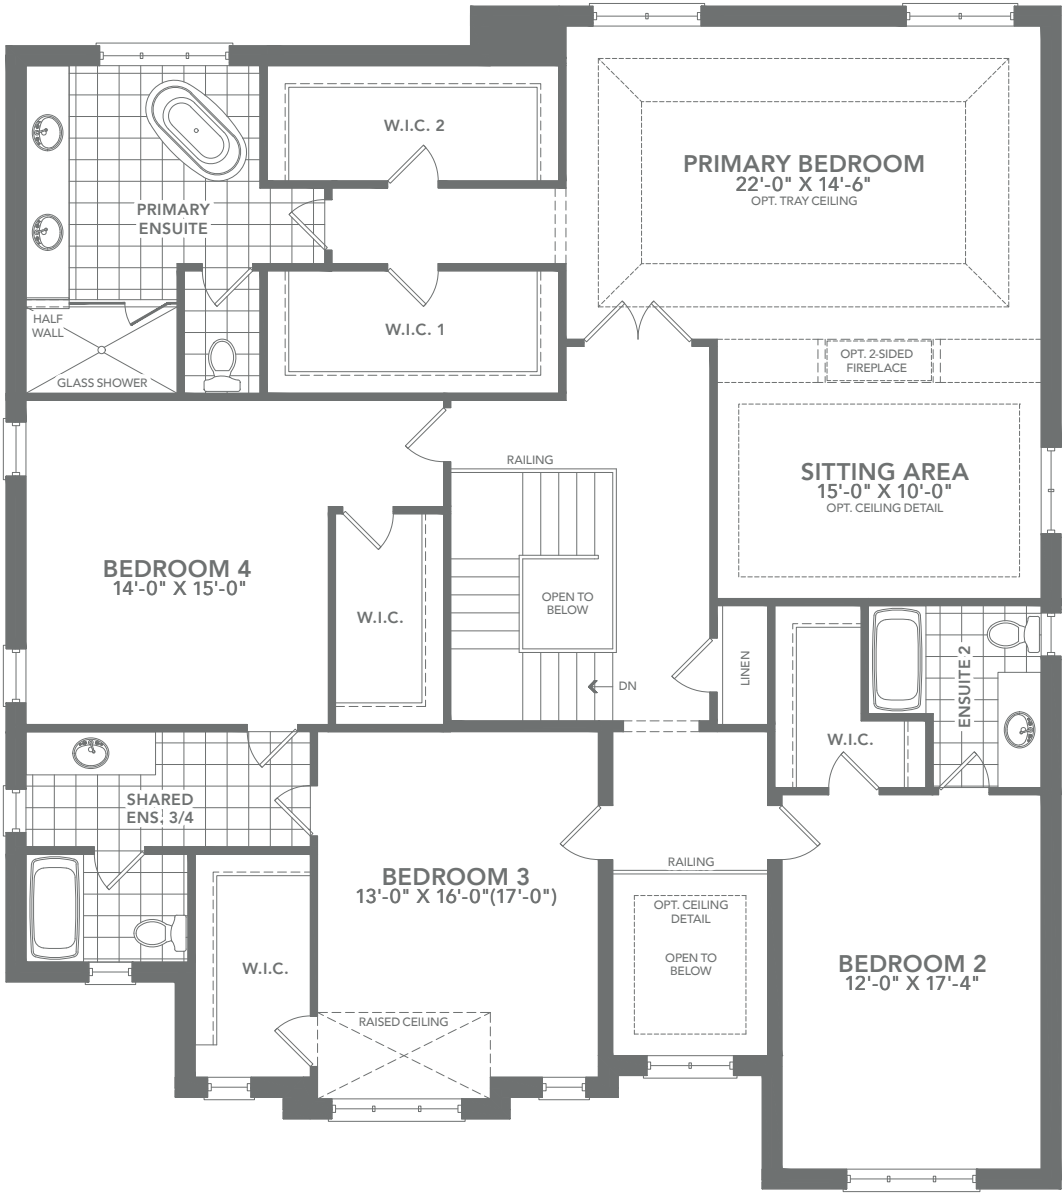 W.I.C. 2
PRIMARY BEDROOM
22'-0" X 14'-6"
OPT. TRAY CEILING
PRIMARY
ENSUITE
HALF
WALL
W.I.C. 1
GLASS SHOWER
OPT. 2-SIDED
FIREPLACE
RAILING
SITTING AREA
15'-0" X 10'-0"
OPT. CEILING DETAIL
BEDROOM 4
14'-0" X 15'-0"
W.I.C.
OPEN TO
BELOW
DN
LINEN
ENSUITE 2
W.I.C.
SHARED
ENS. 3/4
BEDROOM 3
13'-0" X 16'-0"(17'-0")
RAILING
OPT. CEILING
DETAIL
OPEN TO
BELOW
W.I.C.
BEDROOM 2
12'-0" X 17'-4"
RAISED CEILING